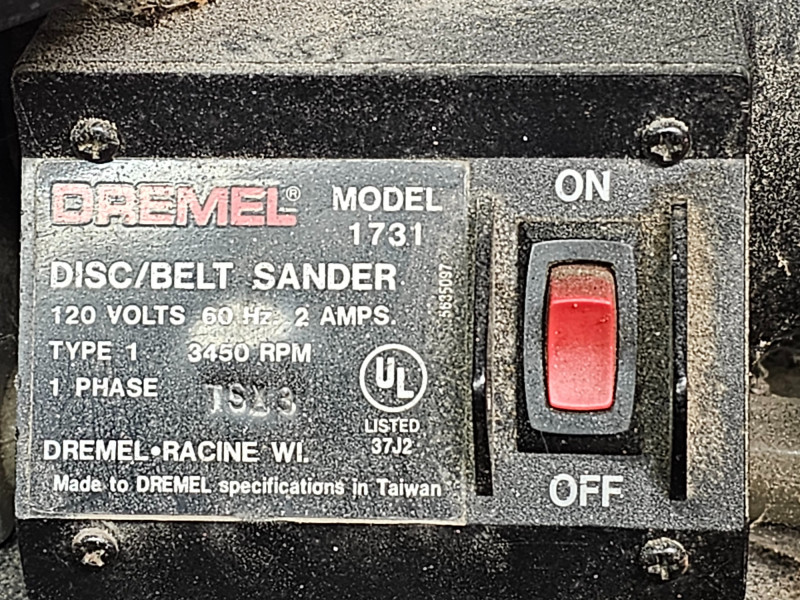 DREMEL® MODEL
1731
DISC/BELT SANDER
120 VOLTS 60 Hz 2 AMPS.
TYPE 1 3450 RPM
1 PHASE
UL
LISTED
37J2
DREMEL•RACINE WI.
Made to DREMEL specifications in Taiwan
ON
OFF